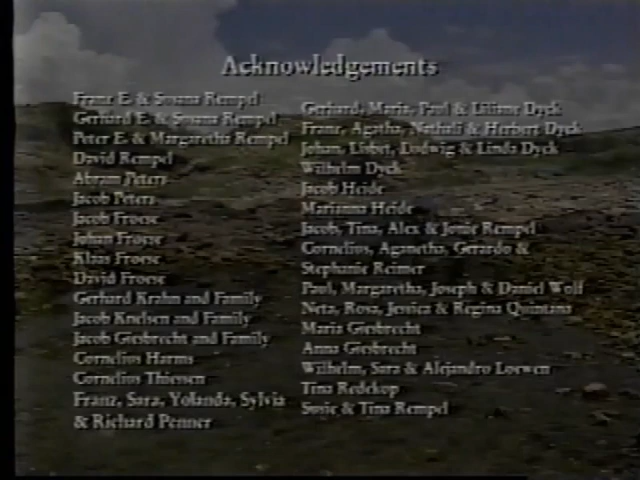 Acknowledgements
Franz E. & Susana Rempel
Gerhard E. & Susana Rempel
Peter E. & Margaretha Rempel
David Rempel
Abram Peters
Jacob Peters
Jacob Froese
Johan Froese
Klaas Froese
David Froese
Gerhard Krahn and Family
Jacob Knelsen and Family
Jacob Giesbrecht and Family
Cornelius Harms
Cornelius Thiessen
Franz, Sara, Yolanda, Sylvia
& Richard Penner
Gerhard, Maria, Paul & Liliane Dyck
Franz, Agatha, Nathali & Herbert Dyck
Johan, Lisbet, Ludwig & Linda Dyck
Wilhelm Dyck
Jacob Heide
Marianna Heide
Jacob, Tina, Alex & Jonie Rempel
Cornelius, Aganetha, Gerardo &
Stephanie Reimer
Paul, Margaretha, Joseph & Daniel Wolf
Neta, Rosa, Jessica & Regina Quintana
Maria Giesbrecht
Anna Giesbrecht
Wilhelm, Sara & Alejandro Loewen
Tina Redekop
Susie & Tina Rempel